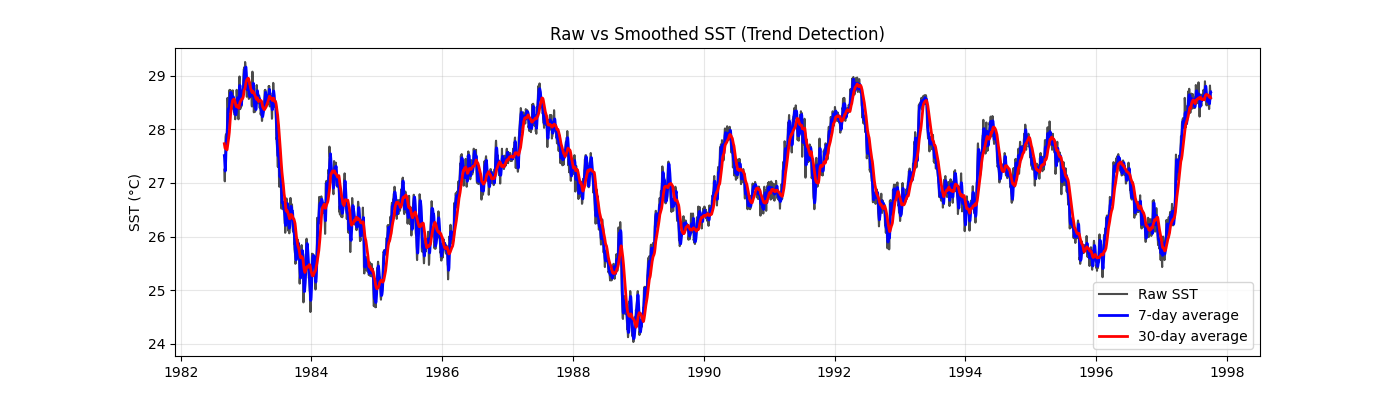 Raw vs Smoothed SST (Trend Detection)
SST (°C)
29
28
27
26
25
24
1982 1984 1986 1988 1990 1992 1994 1996 1998
Raw SST
7-day average
30-day average